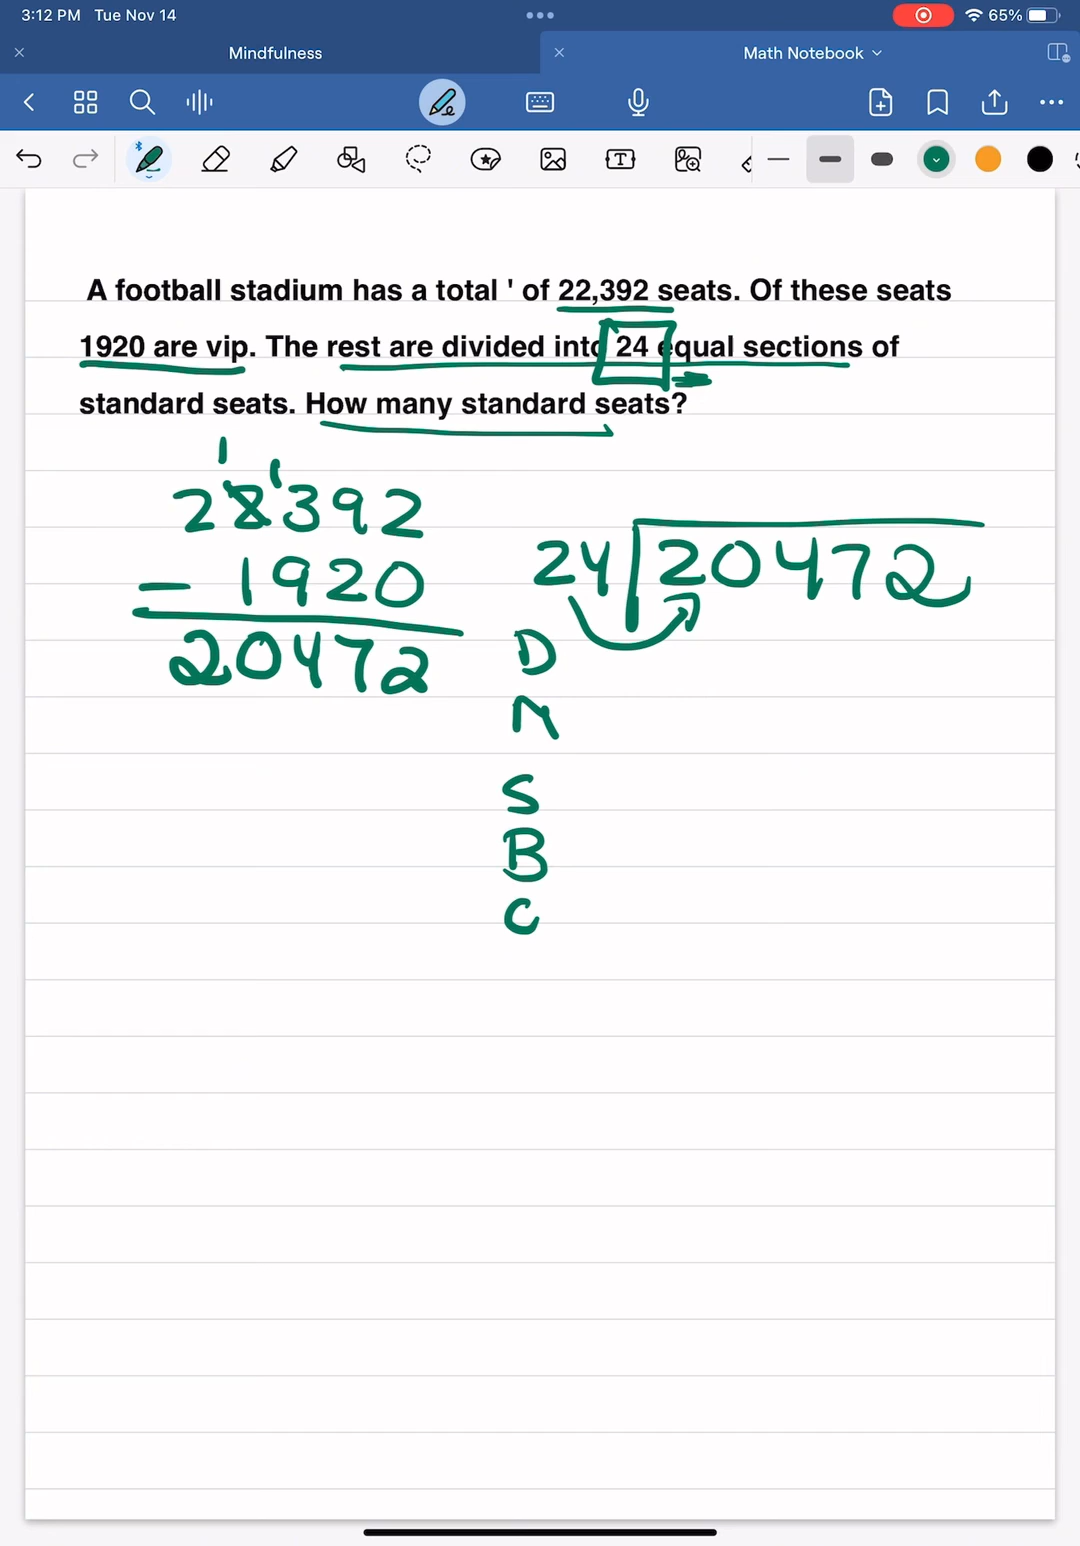 3:12 PM Tue Nov 14
65%
Mindfulness
Math Notebook
A football stadium has a total ' of 22,392 seats. Of these seats
1920 are vip. The rest are divided into 24 equal sections of
standard seats. How many standard seats?
1 1
22392
- 1920
20472
24 20472
D
M
S
B
C